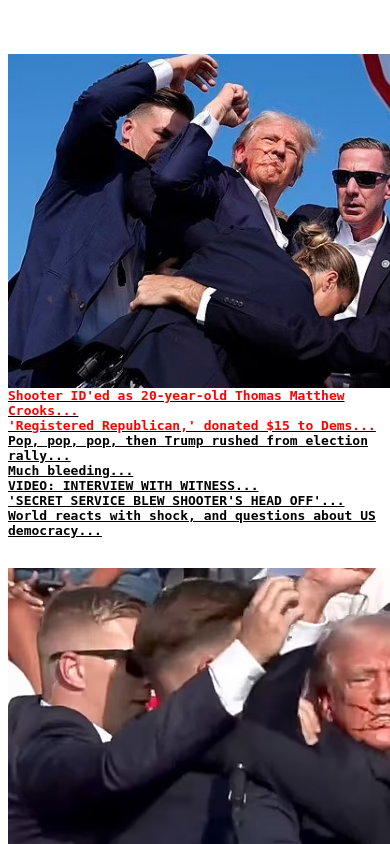 Shooter ID'ed as 20-year-old Thomas Matthew
Crooks...
'Registered Republican,' donated $15 to Dems...
Pop, pop, pop, then Trump rushed from election
rally...
Much bleeding...
VIDEO: INTERVIEW WITH WITNESS...
'SECRET SERVICE BLEW SHOOTER'S HEAD OFF'...
World reacts with shock, and questions about US
democracy...